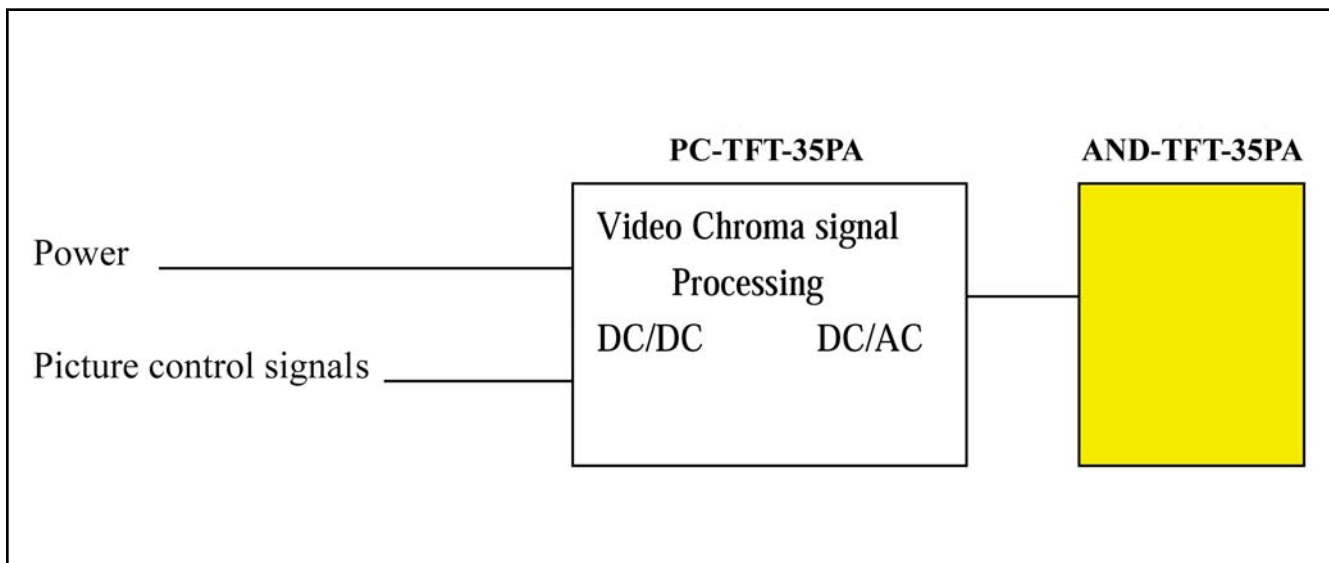 PC-TFT-35PA
AND-TFT-35PA
Video Chroma signal
Processing
DC/DC
DC/AC
Power
Picture control signals